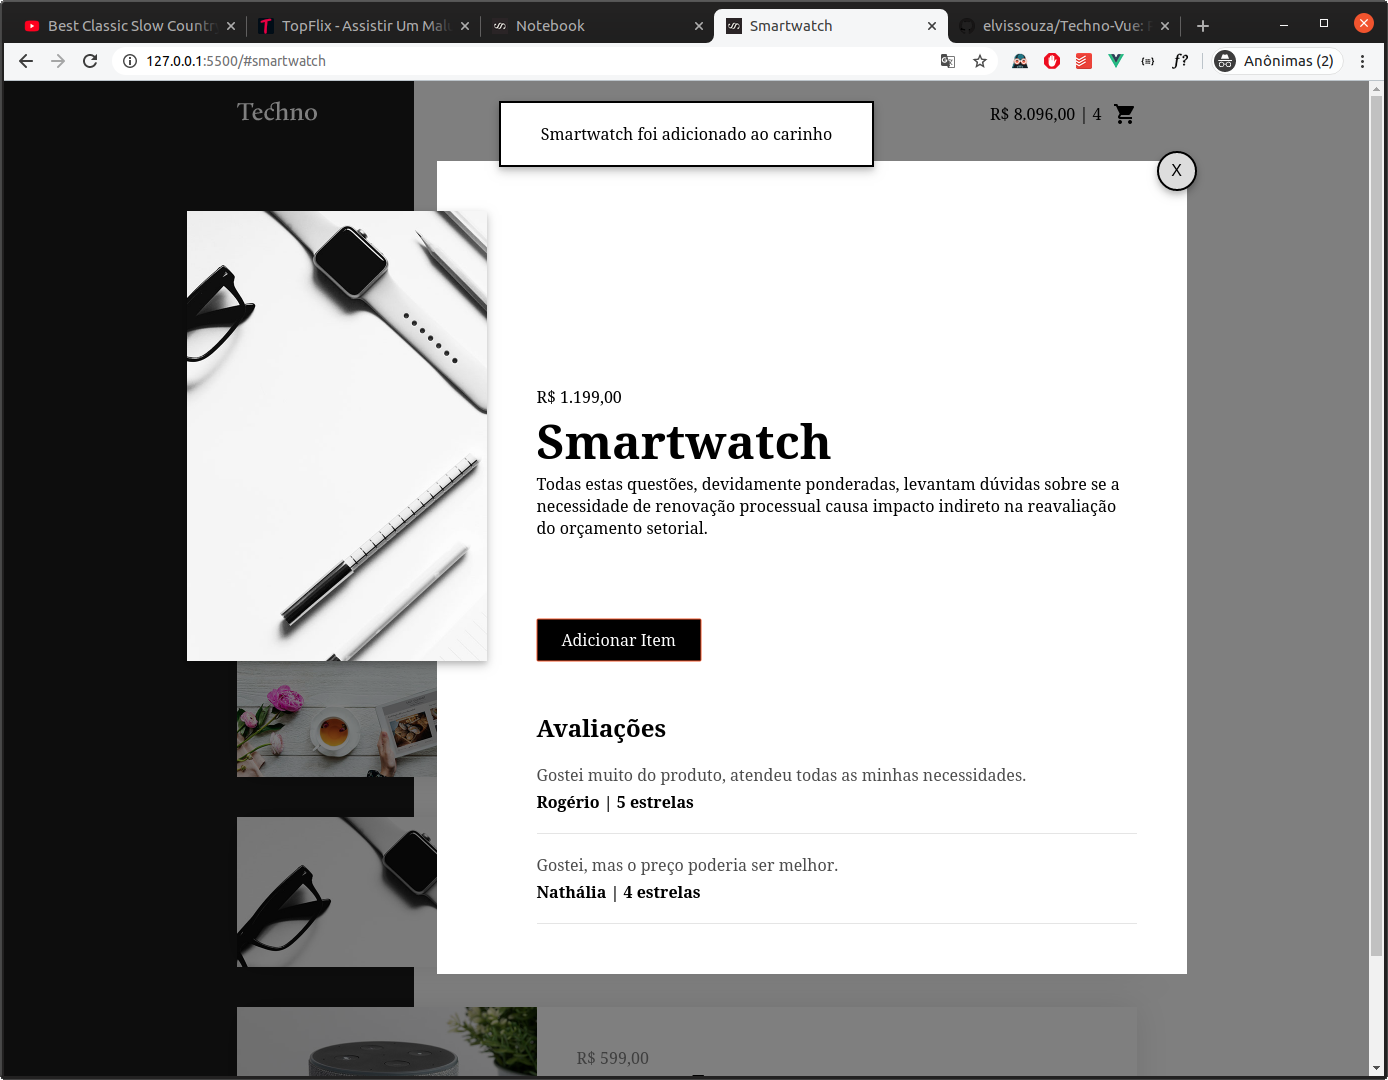 Best Classic Slow Countr
TopFlix - Assistir Um Mal
Notebook
Smartwatch
elvissouza/Techno-Vue:
127.0.0.1:5500/#smartwatch
Anônimas (2)
Techno
Smartwatch foi adicionado ao carinho
R$ 8.096,00 | 4
X
R$ 1.199,00
Smartwatch
Todas estas questões, devidamente ponderadas, levantam dúvidas sobre se a
necessidade de renovação processual causa impacto indireto na reavaliação
do orçamento setorial.
Adicionar Item
Avaliações
Gostei muito do produto, atendeu todas as minhas necessidades.
Rogério | 5 estrelas
Gostei, mas o preço poderia ser melhor.
Nathália | 4 estrelas
R$ 599,00